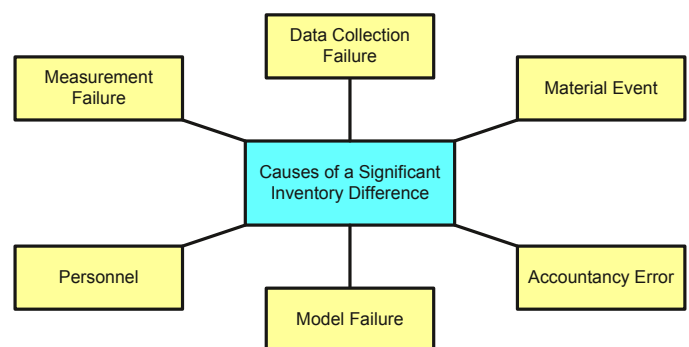 Data Collection
Failure
Measurement
Failure
Material Event
Causes of a Significant
Inventory Difference
Personnel
Accountancy Error
Model Failure